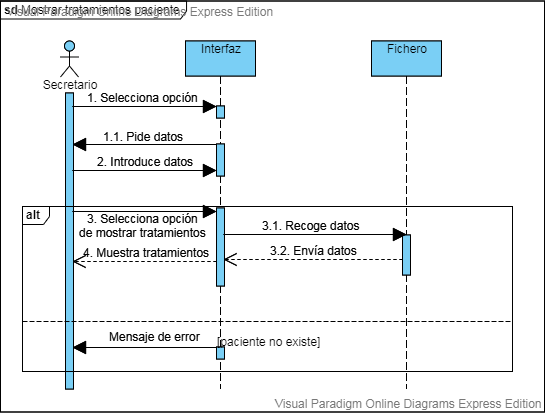 sd Mostrar tratamientos paciente
Visual Paradigm Online Diagrams Express Edition
Interfaz
Fichero
Secretario
1. Selecciona opción
1.1. Pide datos
2. Introduce datos
alt
3. Selecciona opción
de mostrar tratamientos
3.1. Recoge datos
3.2. Envía datos
4. Muestra tratamientos
Mensaje de error
[paciente no existe]
Visual Paradigm Online Diagrams Express Edition